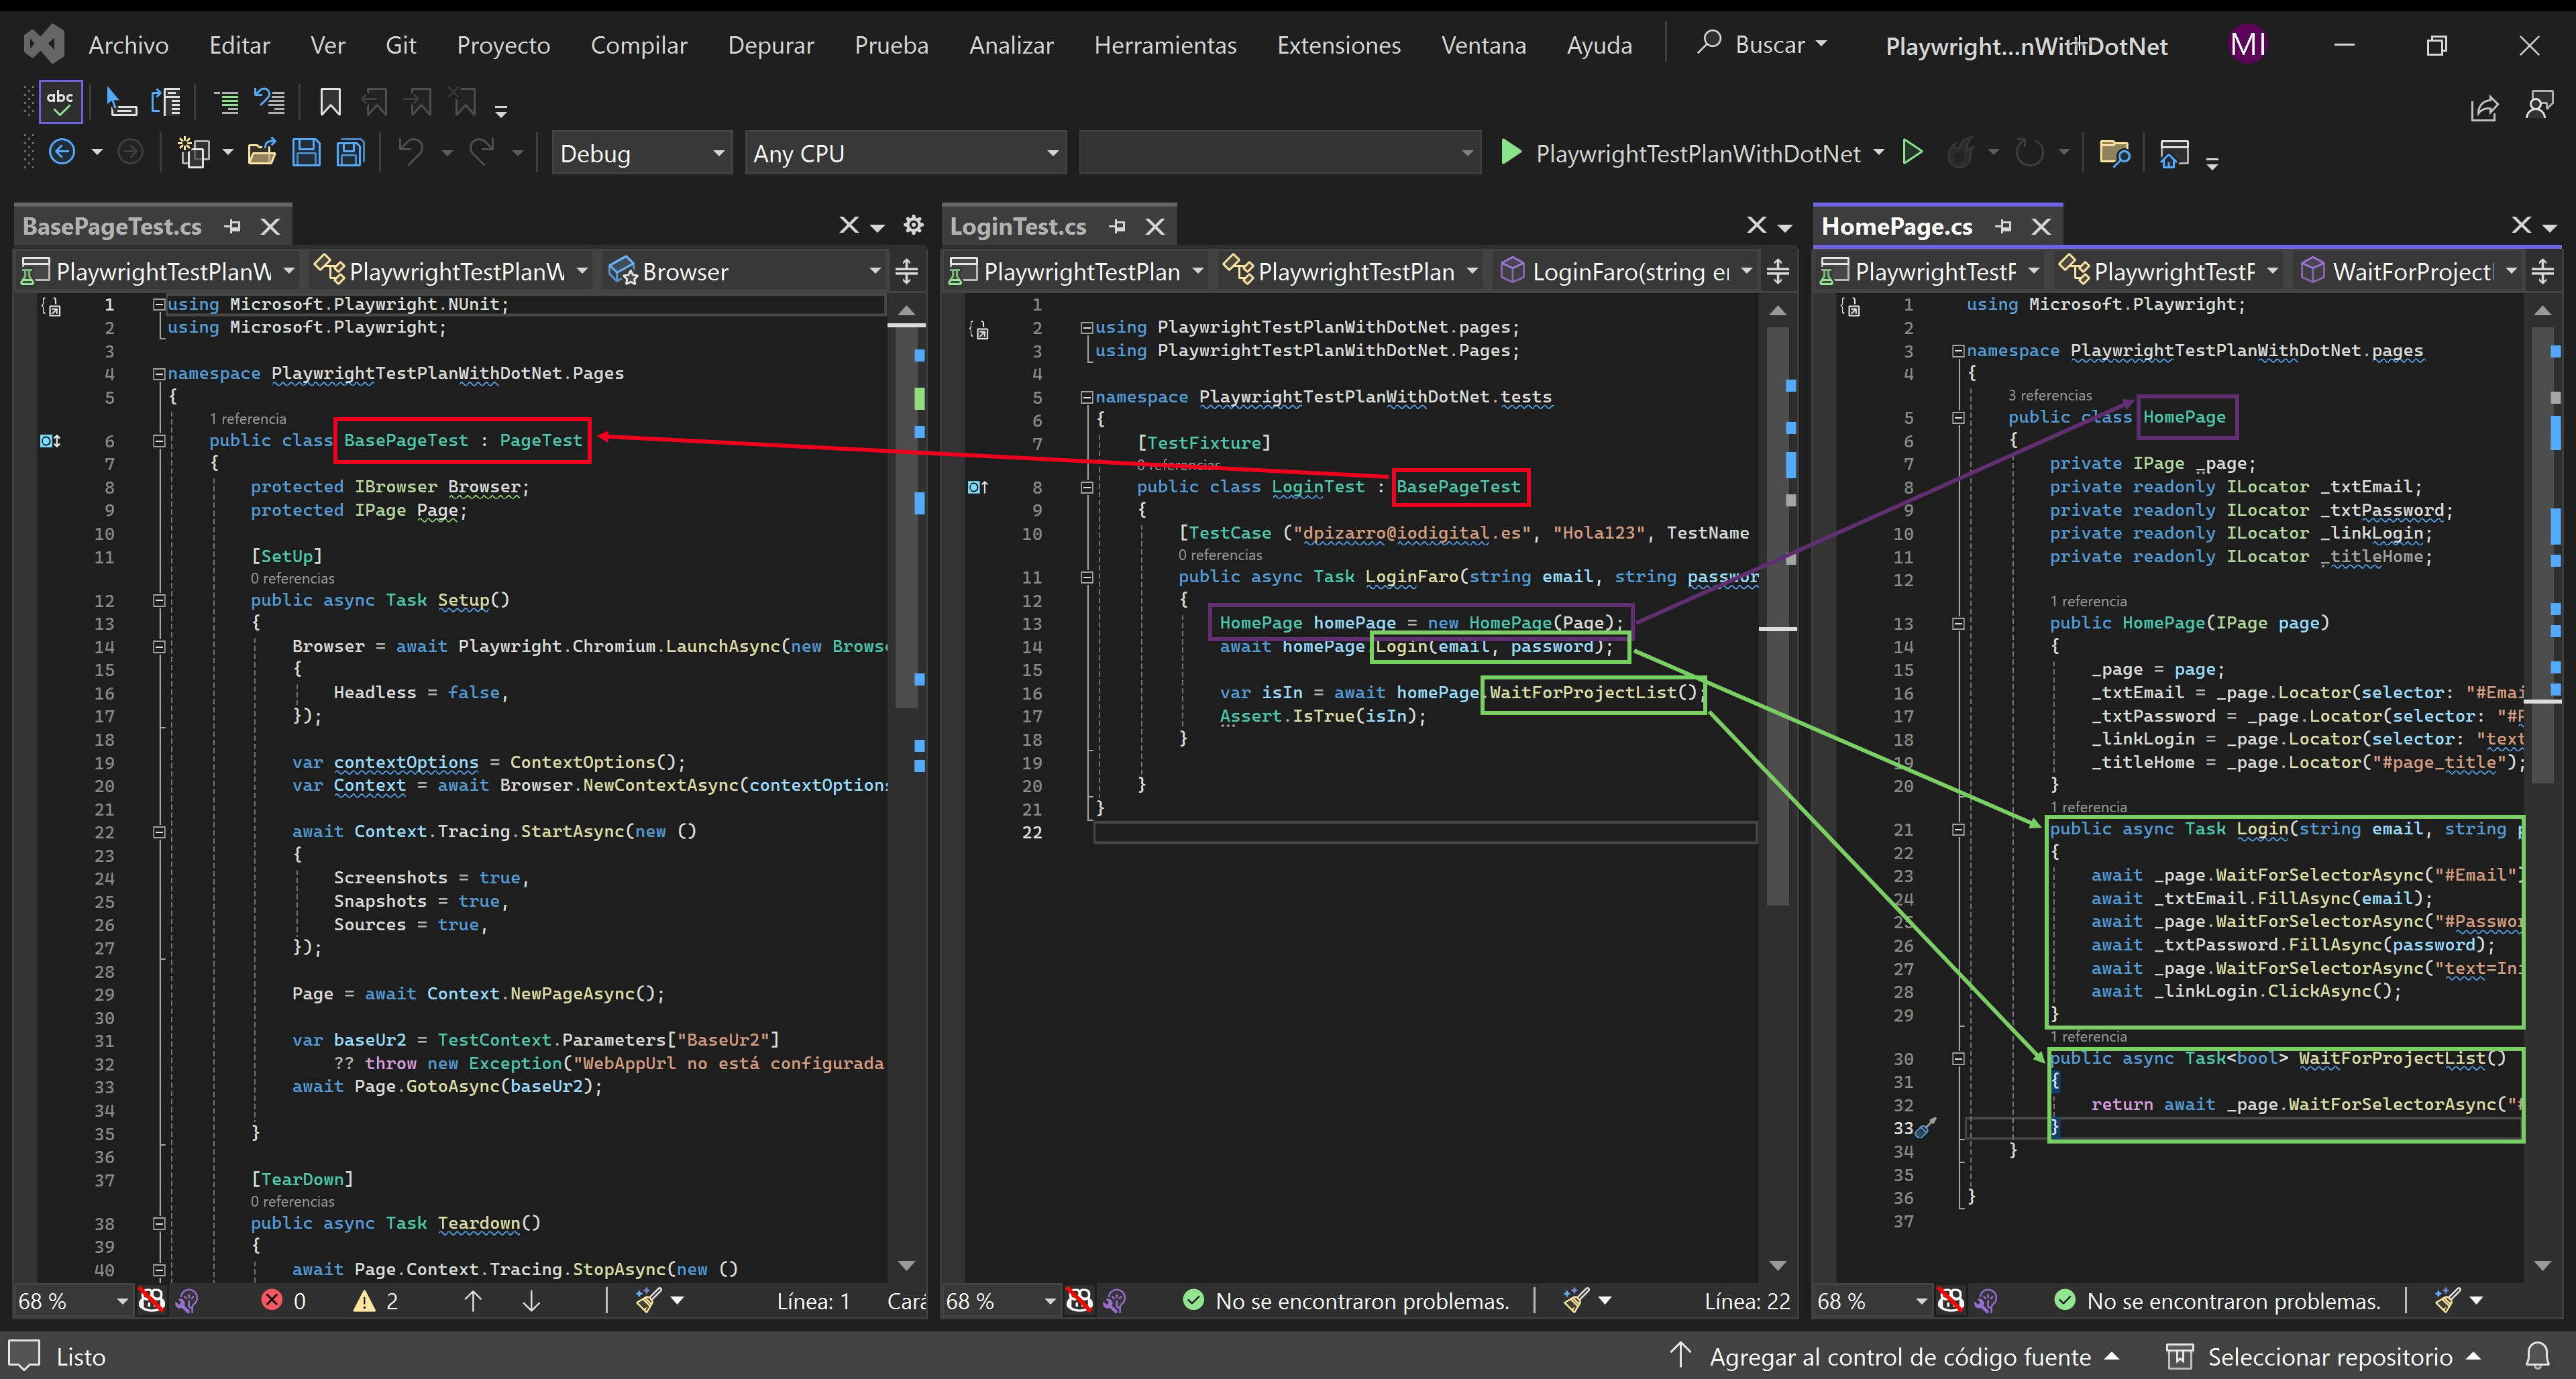 Archivo Editar Ver Git Proyecto Compilar Depurar Prueba Analizar Herramientas Extensiones Ventana Ayuda Buscar Playwright...nWithDotNet MI
abc
Debug Any CPU PlaywrightTestPlanWithDotNet
BasePageTest.cs
PlaywrightTestPlanW PlaywrightTestPlanW Browser
1 using Microsoft.Playwright.NUnit;
2 using Microsoft.Playwright;
3
4 namespace PlaywrightTestPlanWithDotNet.Pages
5 {
1 referencia
6 public class BasePageTest : PageTest
7 {
8 protected IBrowser Browser;
9 protected IPage Page;
10
11 [SetUp]
0 referencias
12 public async Task Setup()
13 {
14 Browser = await Playwright.Chromium.LaunchAsync(new Brows
15 {
16 Headless = false,
17 });
18
19 var contextOptions = ContextOptions();
20 var Context = await Browser.NewContextAsync(contextOption
21
22 await Context.Tracing.StartAsync(new ()
23 {
24 Screenshots = true,
25 Snapshots = true,
26 Sources = true,
27 });
28
29 Page = await Context.NewPageAsync();
30
31 var baseUr2 = TestContext.Parameters["BaseUr2"]
32 ?? throw new Exception("WebAppUrl no está configurada
33 await Page.GotoAsync(baseUr2);
34
35 }
36
37 [TearDown]
0 referencias
38 public async Task Teardown()
39 {
40 await Page.Context.Tracing.StopAsync(new ()
68 % 0 2 Línea: 1 Cará
LoginTest.cs
PlaywrightTestPlan PlaywrightTestPlan LoginFaro(string er
1
2 using PlaywrightTestPlanWithDotNet.pages;
3 using PlaywrightTestPlanWithDotNet.Pages;
4
5 namespace PlaywrightTestPlanWithDotNet.tests
6 {
7 [TestFixture]
0 referencias
8 public class LoginTest : BasePageTest
9 {
10 [TestCase ("dpizarro@iodigital.es", "Hola123", TestName
0 referencias
11 public async Task LoginFaro(string email, string passwor
12 {
13 HomePage homePage = new HomePage(Page);
14 await homePage.Login(email, password);
15
16 var isIn = await homePage.WaitForProjectList();
17 Assert.IsTrue(isIn);
18 }
19
20 }
21 }
22
68 % No se encontraron problemas. Línea: 22
HomePage.cs
PlaywrightTestF PlaywrightTestF WaitForProjectl
1 using Microsoft.Playwright;
2
3 namespace PlaywrightTestPlanWithDotNet.pages
4 {
3 referencias
5 public class HomePage
6 {
7 private IPage _page;
8 private readonly ILocator _txtEmail;
9 private readonly ILocator _txtPassword;
10 private readonly ILocator _linkLogin;
11 private readonly ILocator _titleHome;
12
1 referencia
13 public HomePage(IPage page)
14 {
15 _page = page;
16 _txtEmail = _page.Locator(selector: "#Emai
17 _txtPassword = _page.Locator(selector: "#P
18 _linkLogin = _page.Locator(selector: "text
19 _titleHome = _page.Locator("#page_title");
20 }
1 referencia
21 public async Task Login(string email, string p
22 {
23 await _page.WaitForSelectorAsync("#Email"
24 await _txtEmail.FillAsync(email);
25 await _page.WaitForSelectorAsync("#Passwor
26 await _txtPassword.FillAsync(password);
27 await _page.WaitForSelectorAsync("text=Ini
28 await _linkLogin.ClickAsync();
29 }
1 referencia
30 public async Task<bool> WaitForProjectList()
31 {
32 return await _page.WaitForSelectorAsync("#
33 }
34 }
35
36 }
37
68 % No se encontraron problemas.
Listo Agregar al control de código fuente Seleccionar repositorio